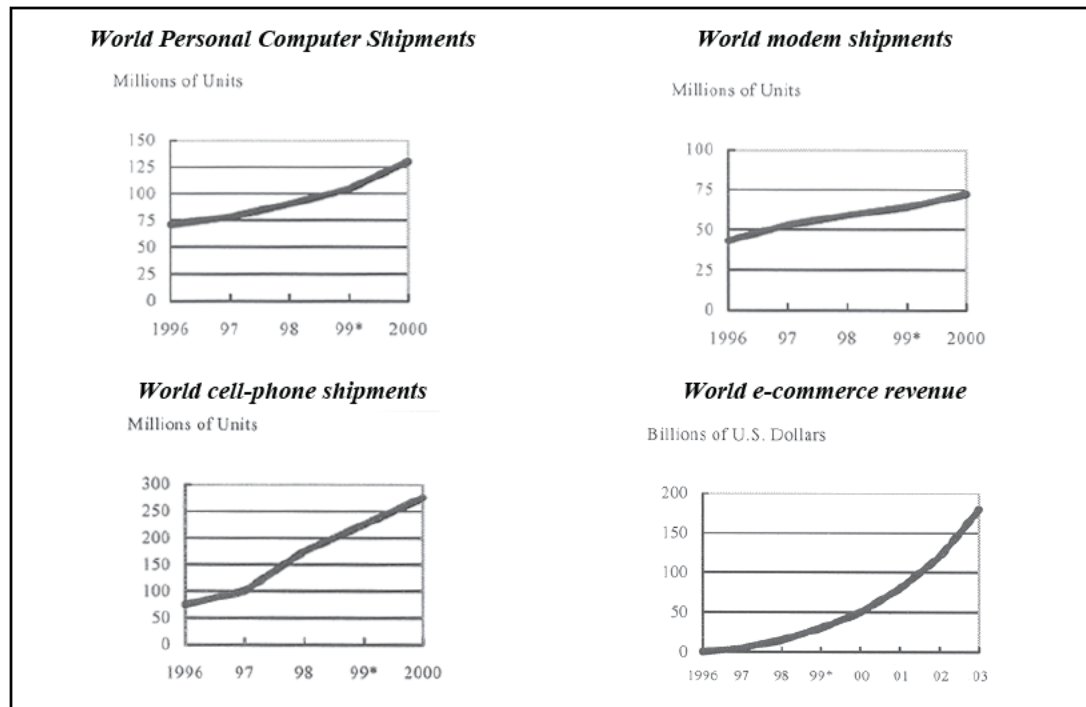 World Personal Computer Shipments
Millions of Units
150
125
100
75
50
25
0
1996 97 98 99* 2000
World modem shipments
Millions of Units
100
75
50
25
0
1996 97 98 99* 2000
World cell-phone shipments
Millions of Units
300
250
200
150
100
50
0
1996 97 98 99* 2000
World e-commerce revenue
Billions of U.S. Dollars
200
150
100
50
0
1996 97 98 99* 00 01 02 03